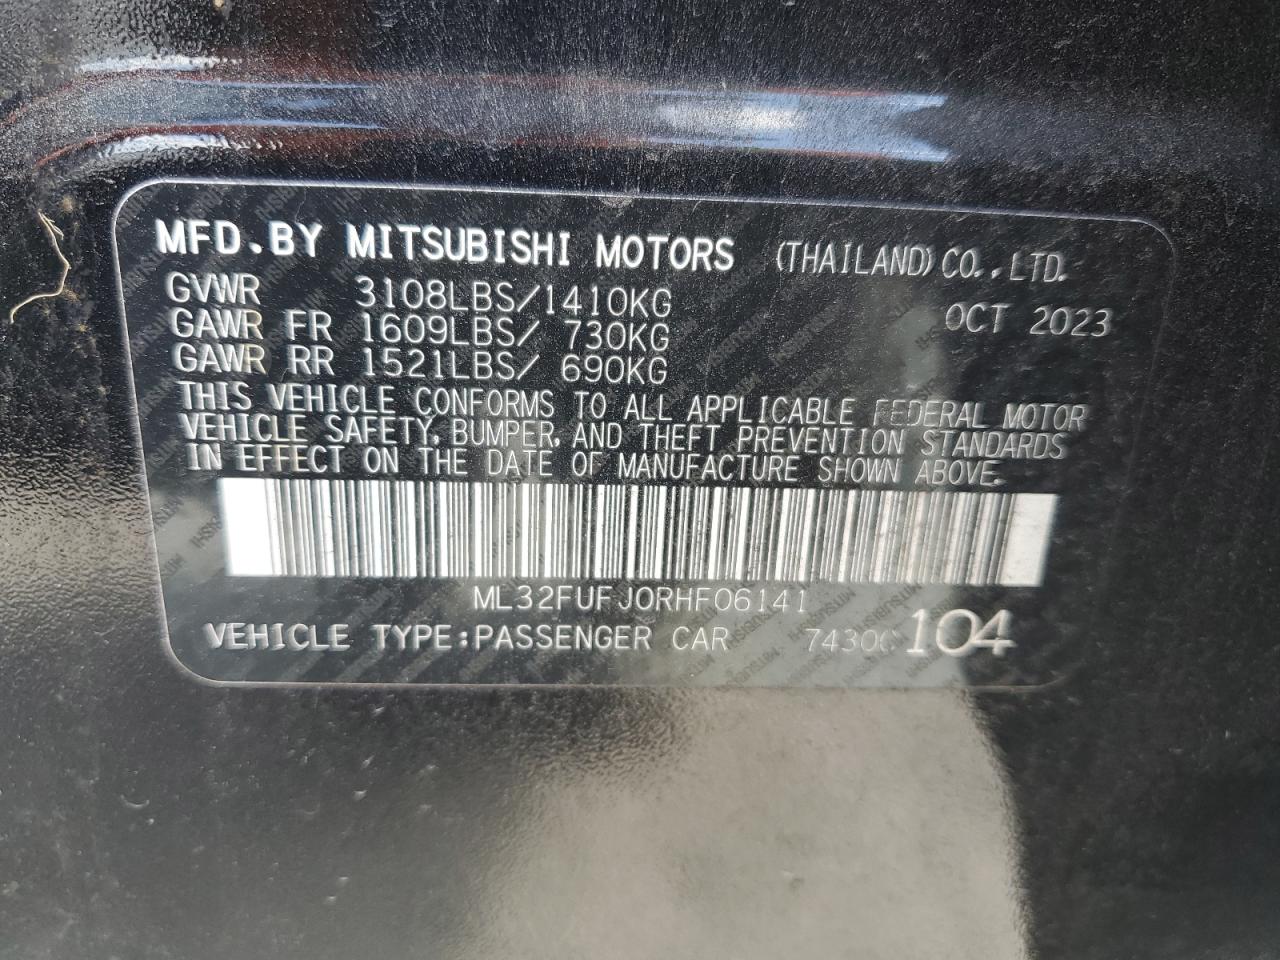 MFD.BY MITSUBISHI MOTORS (THAILAND) CO.,LTD.
GVWR 3108LBS/1410KG OCT 2023
GAWR FR 1609LBS/ 730KG
GAWR RR 1521LBS/ 690KG
THIS VEHICLE CONFORMS TO ALL APPLICABLE FEDERAL MOTOR
VEHICLE SAFETY, BUMPER, AND THEFT PREVENTION STANDARDS
IN EFFECT ON THE DATE OF MANUFACTURE SHOWN ABOVE.
ML32FUFJ0RHF06141
VEHICLE TYPE:PASSENGER CAR 104